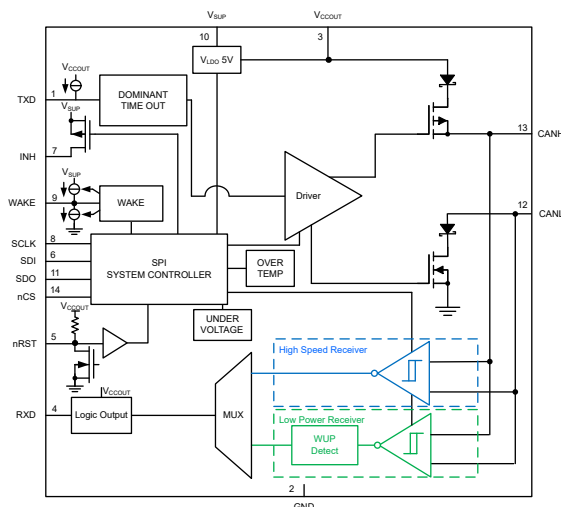 VSUP
VCCOUT
10
3
VLDO 5V
VCCOUT
TXD
1
DOMINANT
TIME OUT
VSUP
INH
7
13
CANH
VSUP
WAKE
9
WAKE
Driver
12
CANL
SCLK
8
SDI
6
SDO
11
nCS
14
SPI
SYSTEM CONTROLLER
OVER
TEMP
UNDER
VOLTAGE
VCCOUT
nRST
5
High Speed Receiver
VCCOUT
RXD
4
Logic Output
MUX
Low Power Receiver
WUP
Detect
2
GND